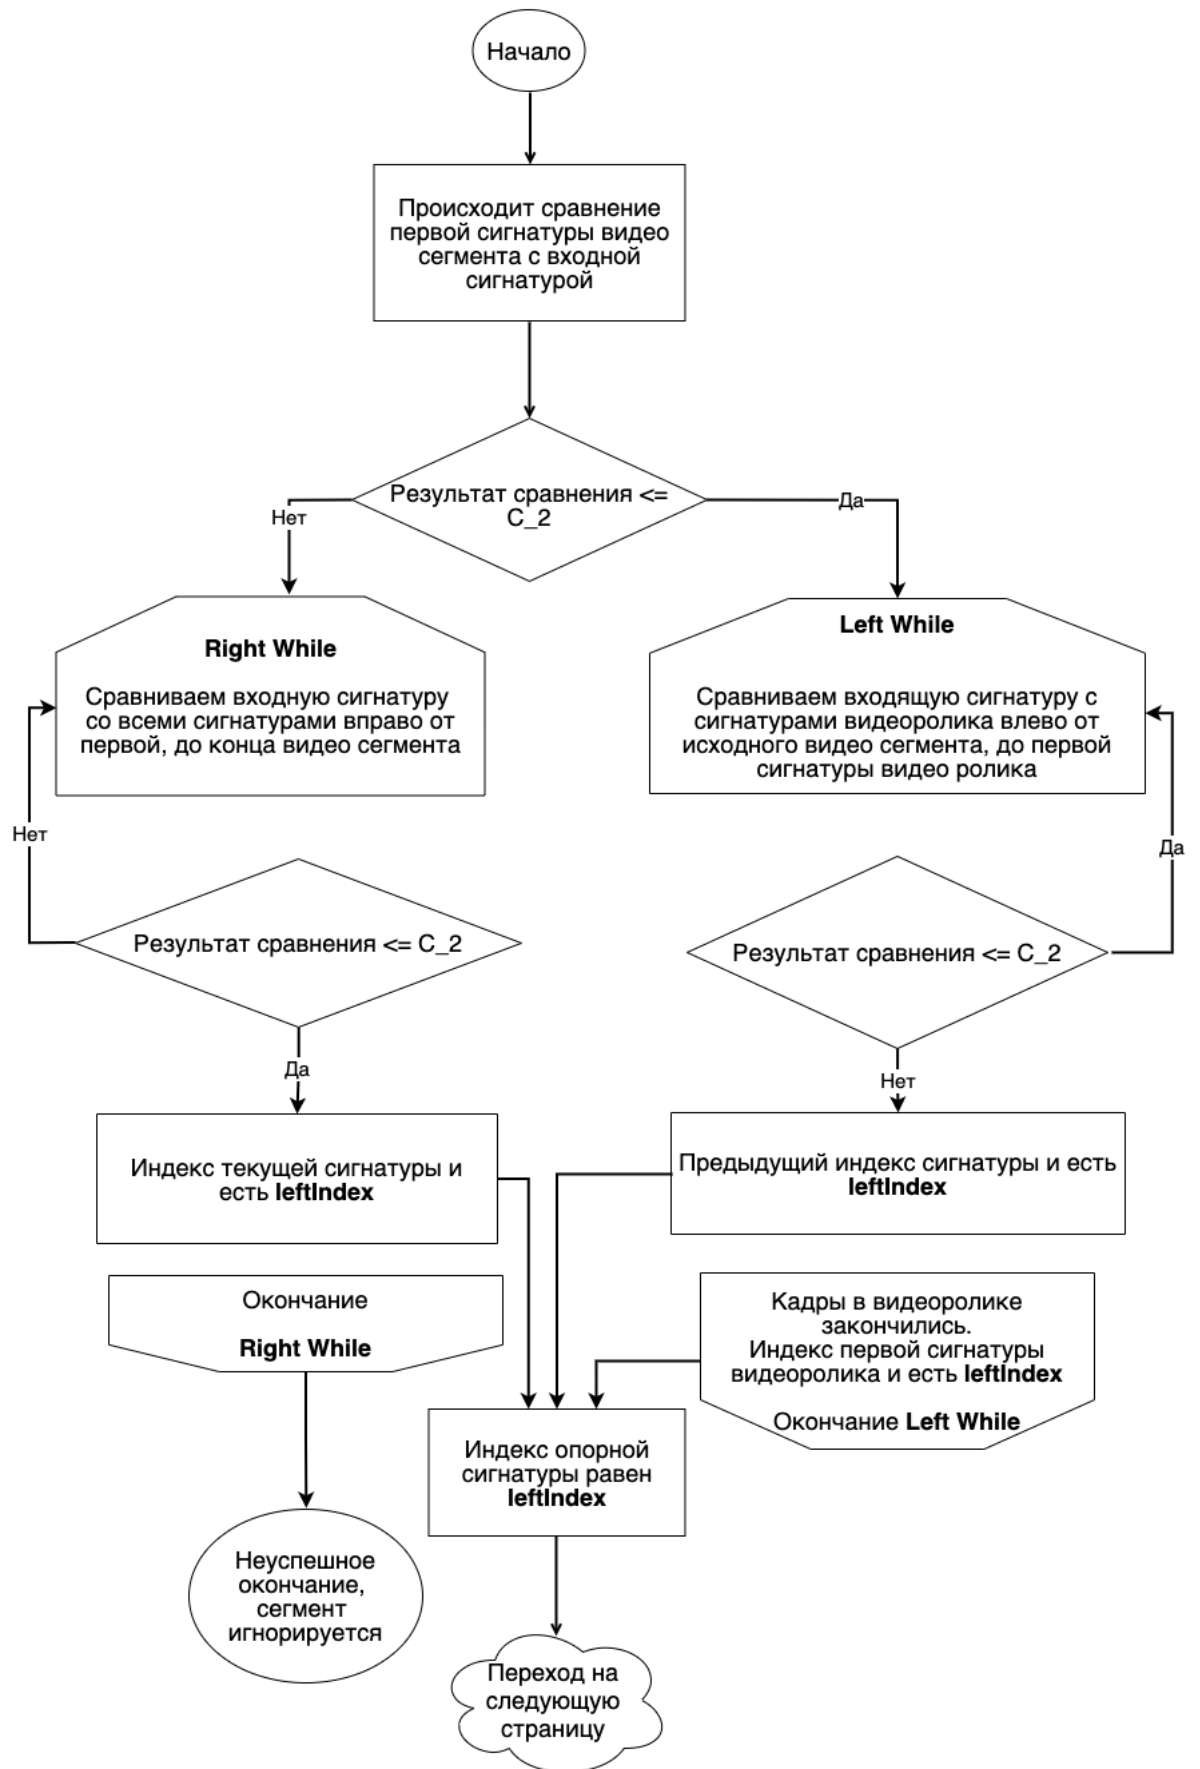 Начало
Происходит сравнение
первой сигнатуры видео
сегмента с входной
сигнатурой
Результат сравнения <=
C_2
Нет
Да
Right While
Сравниваем входную сигнатуру
со всеми сигнатурами вправо от
первой, до конца видео сегмента
Left While
Сравниваем входящую сигнатуру с
сигнатурами видеоролика влево от
исходного видео сегмента, до первой
сигнатуры видео ролика
Нет
Да
Результат сравнения <= C_2
Результат сравнения <= C_2
Да
Нет
Индекс текущей сигнатуры и
есть leftIndex
Предыдущий индекс сигнатуры и есть
leftIndex
Окончание
Right While
Кадры в видеоролике
закончились.
Индекс первой сигнатуры
видеоролика и есть leftIndex
Окончание Left While
Индекс опорной
сигнатуры равен
leftIndex
Неуспешное
окончание,
сегмент
игнорируется
Переход на
следующую
страницу